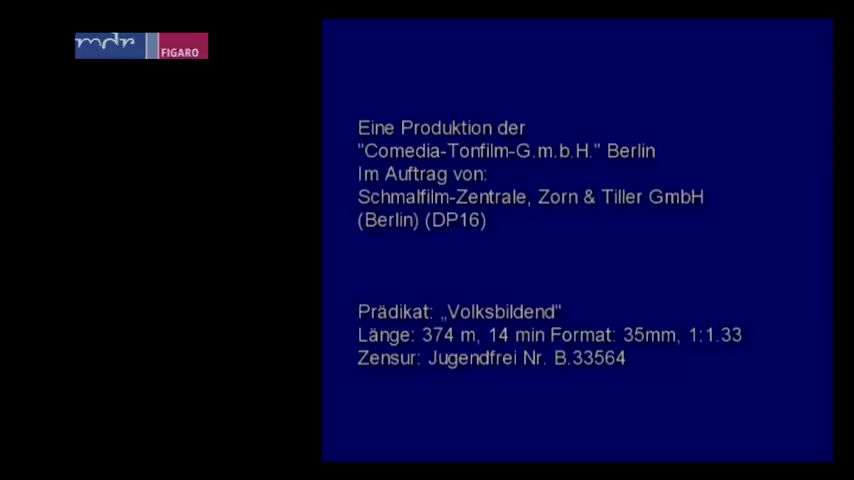 mdr FIGARO
Eine Produktion der
"Comedia-Tonfilm-G.m.b.H." Berlin
Im Auftrag von:
Schmalfilm-Zentrale, Zorn & Tiller GmbH
(Berlin) (DP16)
Prädikat: „Volksbildend"
Länge: 374 m, 14 min Format: 35mm, 1:1.33
Zensur: Jugendfrei Nr. B.33564